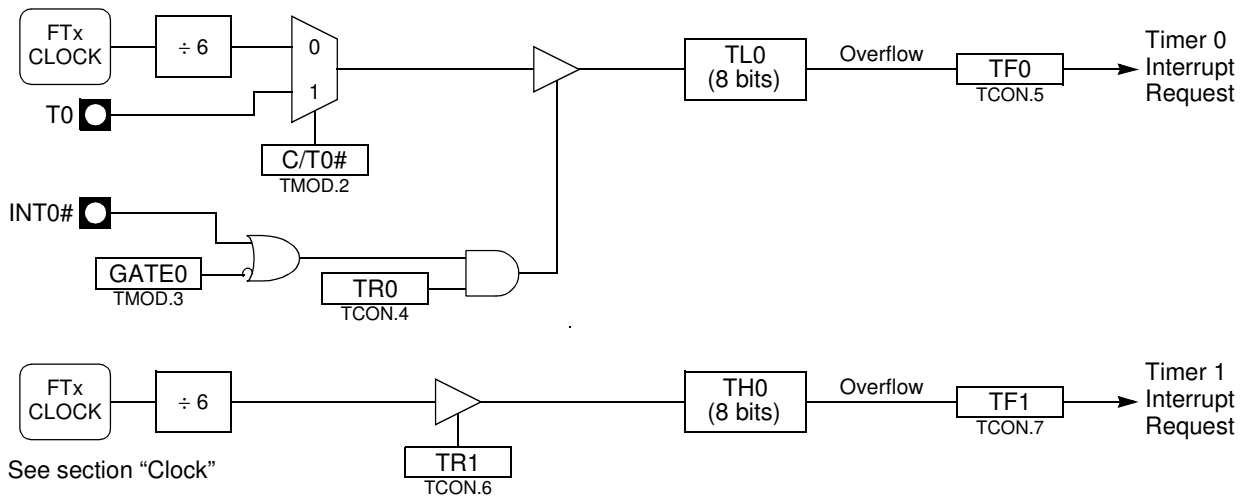 FTx
CLOCK
÷ 6
0
1
T0
C/T0#
TMOD.2
TL0
(8 bits)
Overflow
TF0
TCON.5
Timer 0
Interrupt
Request
INT0#
GATE0
TMOD.3
TR0
TCON.4
FTx
CLOCK
÷ 6
TR1
TCON.6
TH0
(8 bits)
Overflow
TF1
TCON.7
Timer 1
Interrupt
Request
See section “Clock”